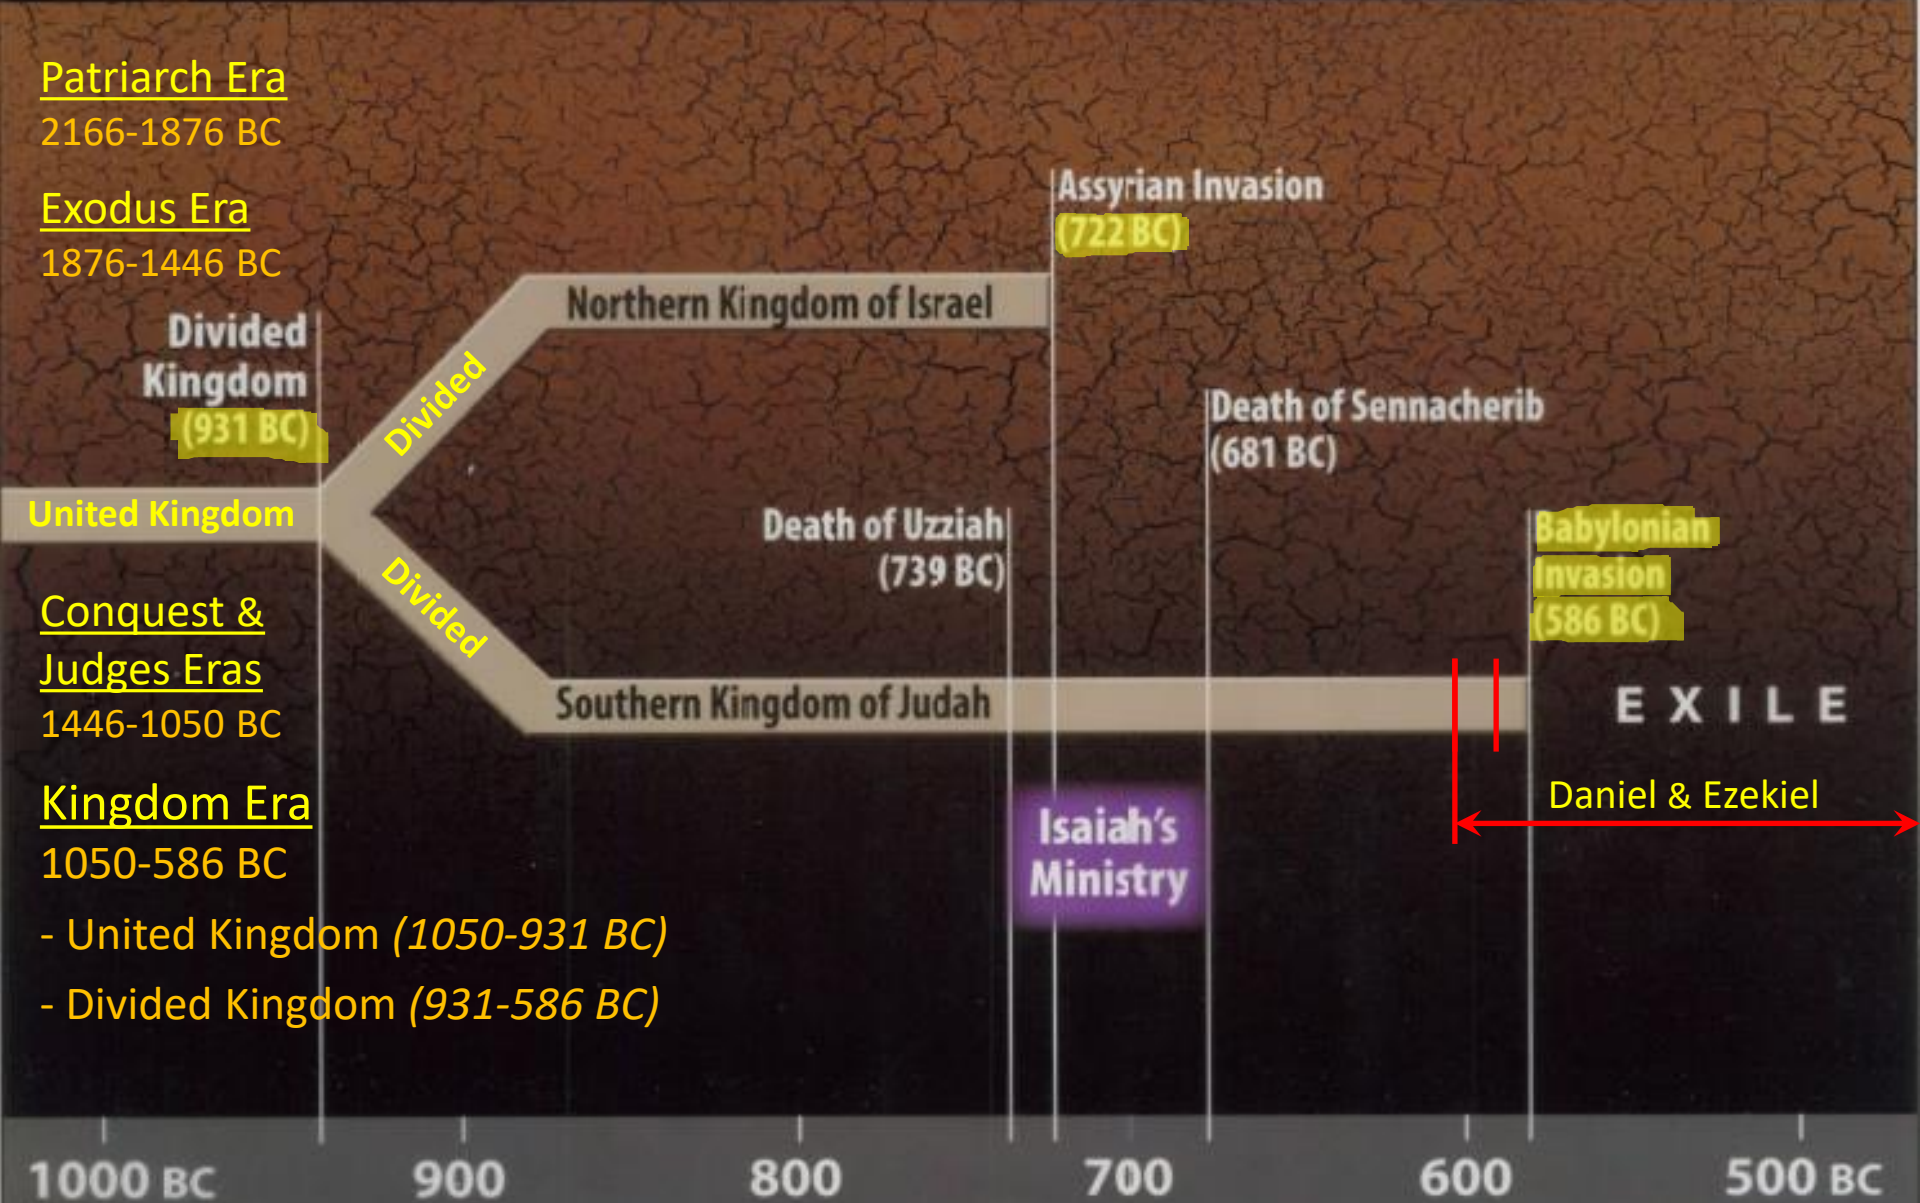 Patriarch Era
2166-1876 BC
Exodus Era
1876-1446 BC
Assyrian Invasion
(722 BC)
Northern Kingdom of Israel
Divided
Kingdom
(931 BC)
Divided
Death of Sennacherib
(681 BC)
United Kingdom
Death of Uzziah
(739 BC)
Babylonian
Invasion
(586 BC)
Divided
Conquest &
Judges Eras
1446-1050 BC
Southern Kingdom of Judah
EXILE
Kingdom Era
1050-586 BC
Daniel & Ezekiel
Isaiah's
Ministry
- United Kingdom (1050-931 BC)
- Divided Kingdom (931-586 BC)
1000 BC 900 800 700 600 500 BC